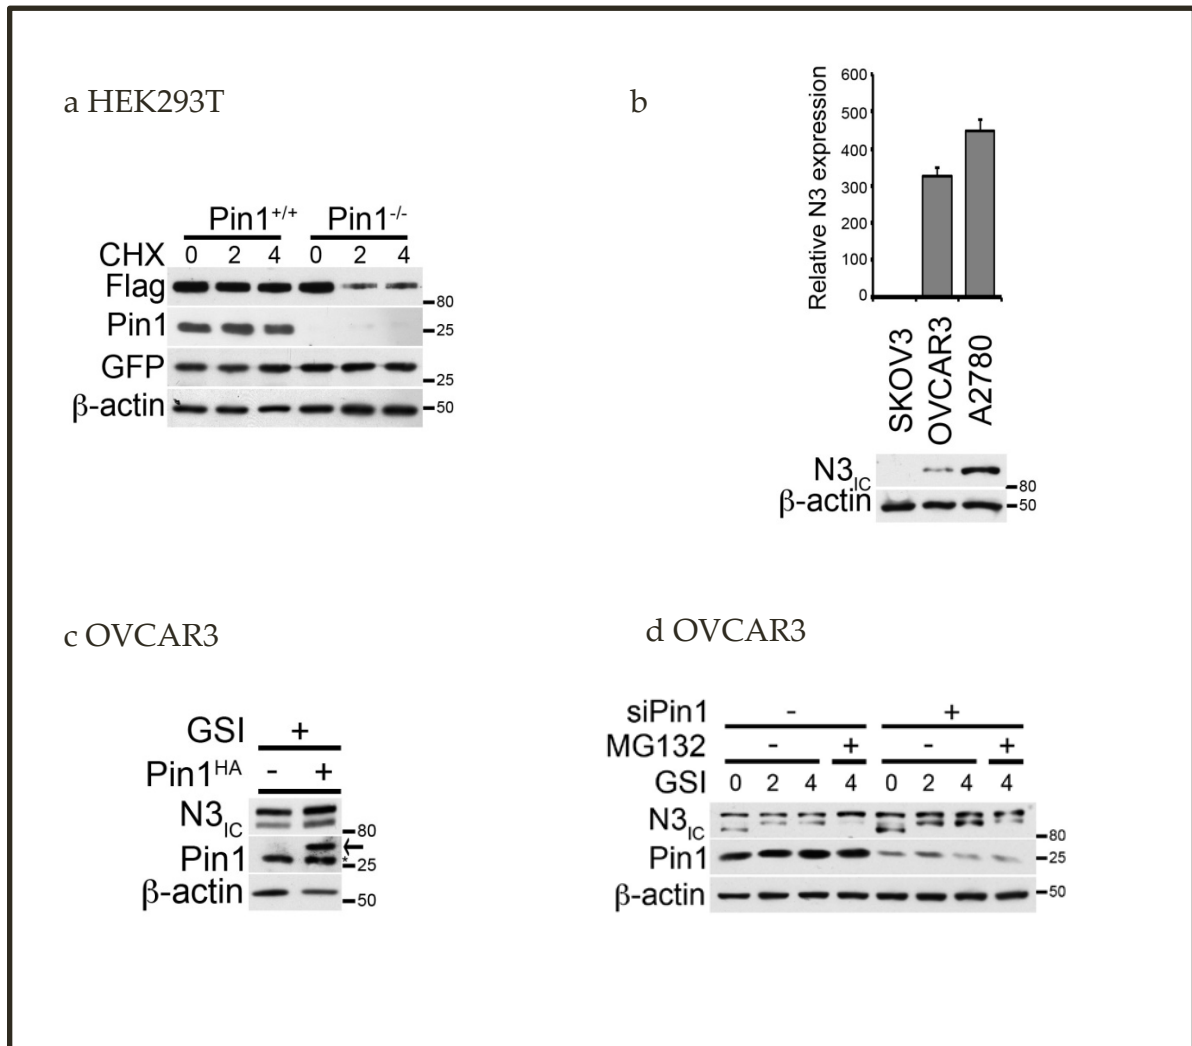 a HEK293T
Pin1+/+ Pin1-/-
CHX 0 2 4 0 2 4
Flag
80
Pin1 25
GFP
25
β-actin 50
b
Relative N3 expression
600
500
400
300
200
100
0
SKOV3
OVCAR3
A2780
N3IC
80
β-actin 50
c OVCAR3
GSI +
Pin1HA - +
N3IC
80
Pin1 ←
*
25
β-actin
50
d OVCAR3
siPin1 - +
MG132 - + - +
GSI 0 2 4 4 0 2 4 4
N3IC
80
Pin1 25
β-actin 50